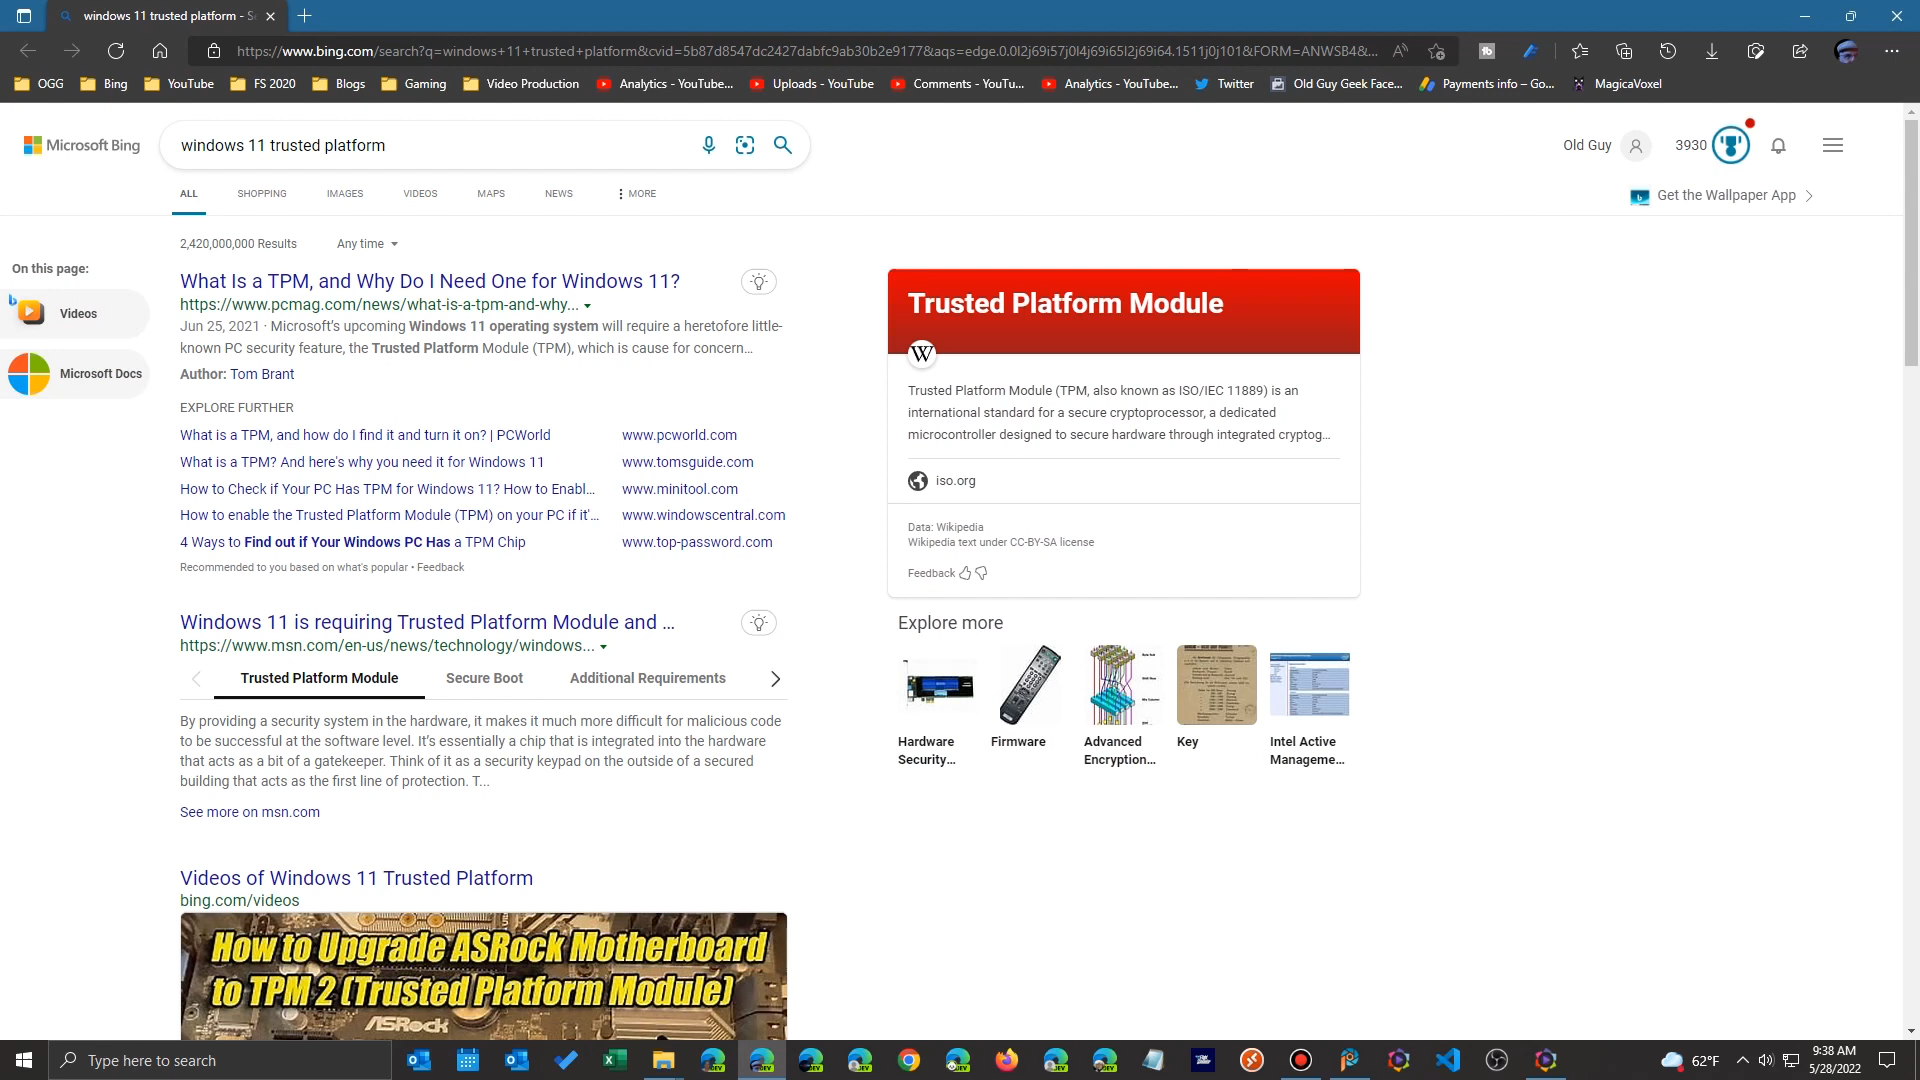 windows 11 trusted platform - Se
https://www.bing.com/search?q=windows+11+trusted+platform&cvid=5b87d8547dc2427dabfc9ab30b2e9177&aqs=edge.0.0l2j69i57j0l4j69i65l2j69i64.1511j0j101&FORM=ANWSB4&...
OGG Bing YouTube FS 2020 Blogs Gaming Video Production Analytics - YouTube... Uploads - YouTube Comments - YouTu... Analytics - YouTube... Twitter Old Guy Geek Face... Payments info – Go... MagicaVoxel
Microsoft Bing
windows 11 trusted platform
Old Guy
3930
ALL SHOPPING IMAGES VIDEOS MAPS NEWS MORE
Get the Wallpaper App
2,420,000,000 Results Any time
On this page:
Videos
Microsoft Docs
What Is a TPM, and Why Do I Need One for Windows 11?
https://www.pcmag.com/news/what-is-a-tpm-and-why...
Jun 25, 2021 · Microsoft's upcoming Windows 11 operating system will require a heretofore little-
known PC security feature, the Trusted Platform Module (TPM), which is cause for concern...
Author: Tom Brant
EXPLORE FURTHER
What is a TPM, and how do I find it and turn it on? | PCWorld www.pcworld.com
What is a TPM? And here's why you need it for Windows 11 www.tomsguide.com
How to Check if Your PC Has TPM for Windows 11? How to Enabl... www.minitool.com
How to enable the Trusted Platform Module (TPM) on your PC if it'... www.windowscentral.com
4 Ways to Find out if Your Windows PC Has a TPM Chip www.top-password.com
Recommended to you based on what's popular • Feedback
Windows 11 is requiring Trusted Platform Module and ...
https://www.msn.com/en-us/news/technology/windows...
Trusted Platform Module Secure Boot Additional Requirements
By providing a security system in the hardware, it makes it much more difficult for malicious code
to be successful at the software level. It's essentially a chip that is integrated into the hardware
that acts as a bit of a gatekeeper. Think of it as a security keypad on the outside of a secured
building that acts as the first line of protection. T...
See more on msn.com
Videos of Windows 11 Trusted Platform
bing.com/videos
How to Upgrade ASRock Motherboard
to TPM 2 (Trusted Platform Module)
ASRock
Trusted Platform Module
W
Trusted Platform Module (TPM, also known as ISO/IEC 11889) is an
international standard for a secure cryptoprocessor, a dedicated
microcontroller designed to secure hardware through integrated cryptog...
iso.org
Data: Wikipedia
Wikipedia text under CC-BY-SA license
Feedback
Explore more
Hardware
Security...
Firmware
Advanced
Encryption...
Key
Intel Active
Manageme...
Type here to search
62°F
9:38 AM
5/28/2022